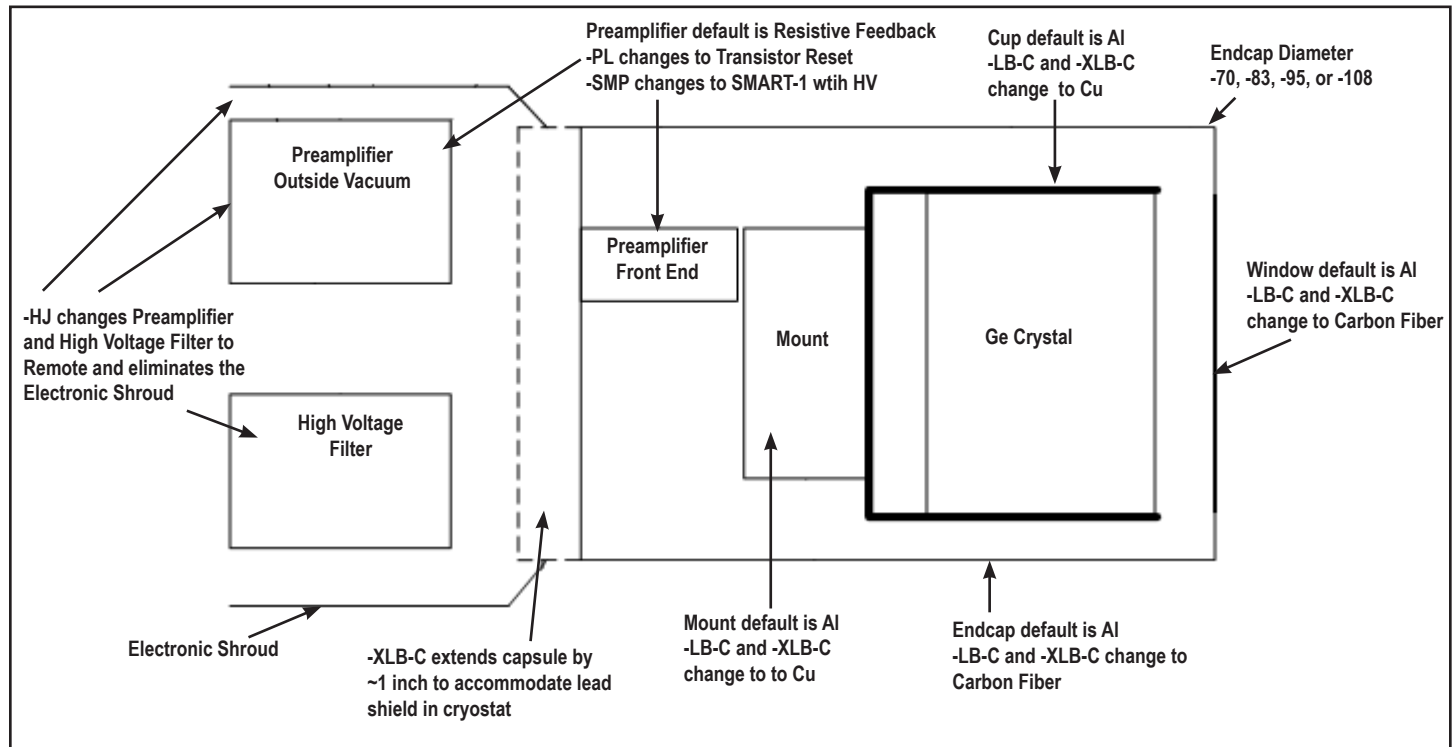 Preamplifier default is Resistive Feedback
-PL changes to Transistor Reset
-SMP changes to SMART-1 wtih HV
Cup default is Al
-LB-C and -XLB-C
change to Cu
Endcap Diameter
-70, -83, -95, or -108
Preamplifier
Outside Vacuum
Preamplifier
Front End
Window default is Al
-LB-C and -XLB-C
change to Carbon Fiber
-HJ changes Preamplifier
and High Voltage Filter to
Remote and eliminates the
Electronic Shroud
Mount
Ge Crystal
High Voltage
Filter
Electronic Shroud
-XLB-C extends capsule by
~1 inch to accommodate lead
shield in cryostat
Mount default is Al
-LB-C and -XLB-C
change to to Cu
Endcap default is Al
-LB-C and -XLB-C change to
Carbon Fiber